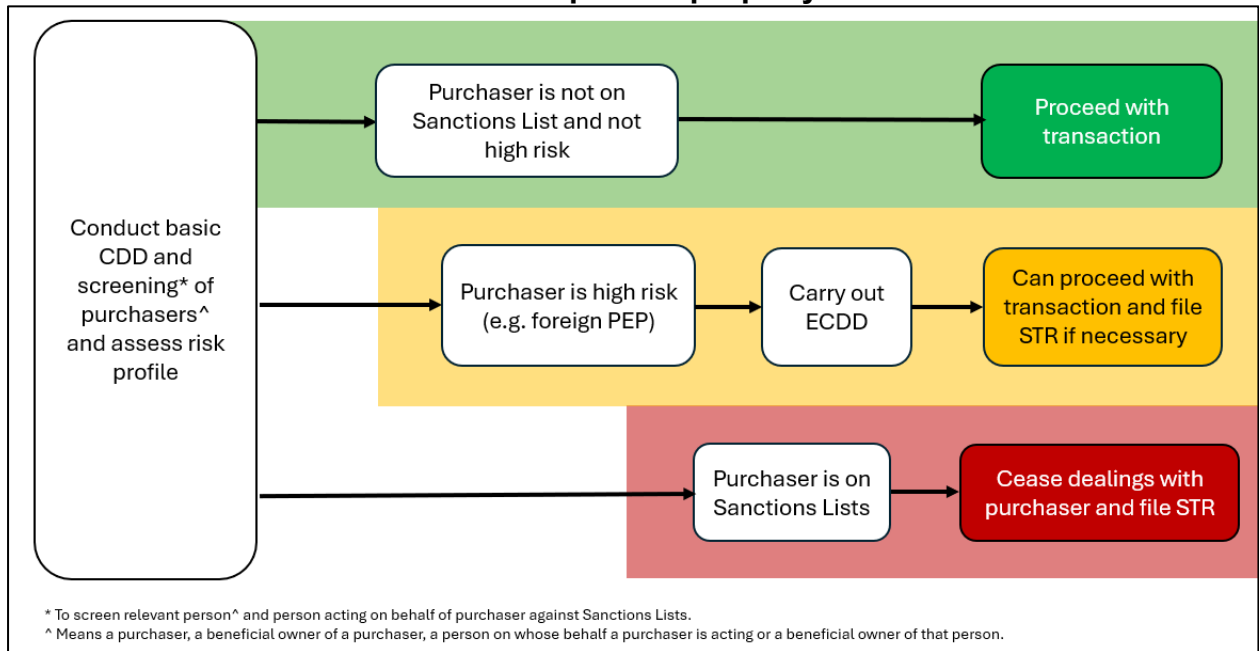 Conduct basic
CDD and
screening* of
purchasers^
and assess risk
profile
Purchaser is not on
Sanctions List and not
high risk
Proceed with
transaction
Purchaser is high risk
(e.g. foreign PEP)
Carry out
ECDD
Can proceed with
transaction and file
STR if necessary
Purchaser is on
Sanctions Lists
Cease dealings with
purchaser and file STR
* To screen relevant person^ and person acting on behalf of purchaser against Sanctions Lists.
^ Means a purchaser, a beneficial owner of a purchaser, a person on whose behalf a purchaser is acting or a beneficial owner of that person.